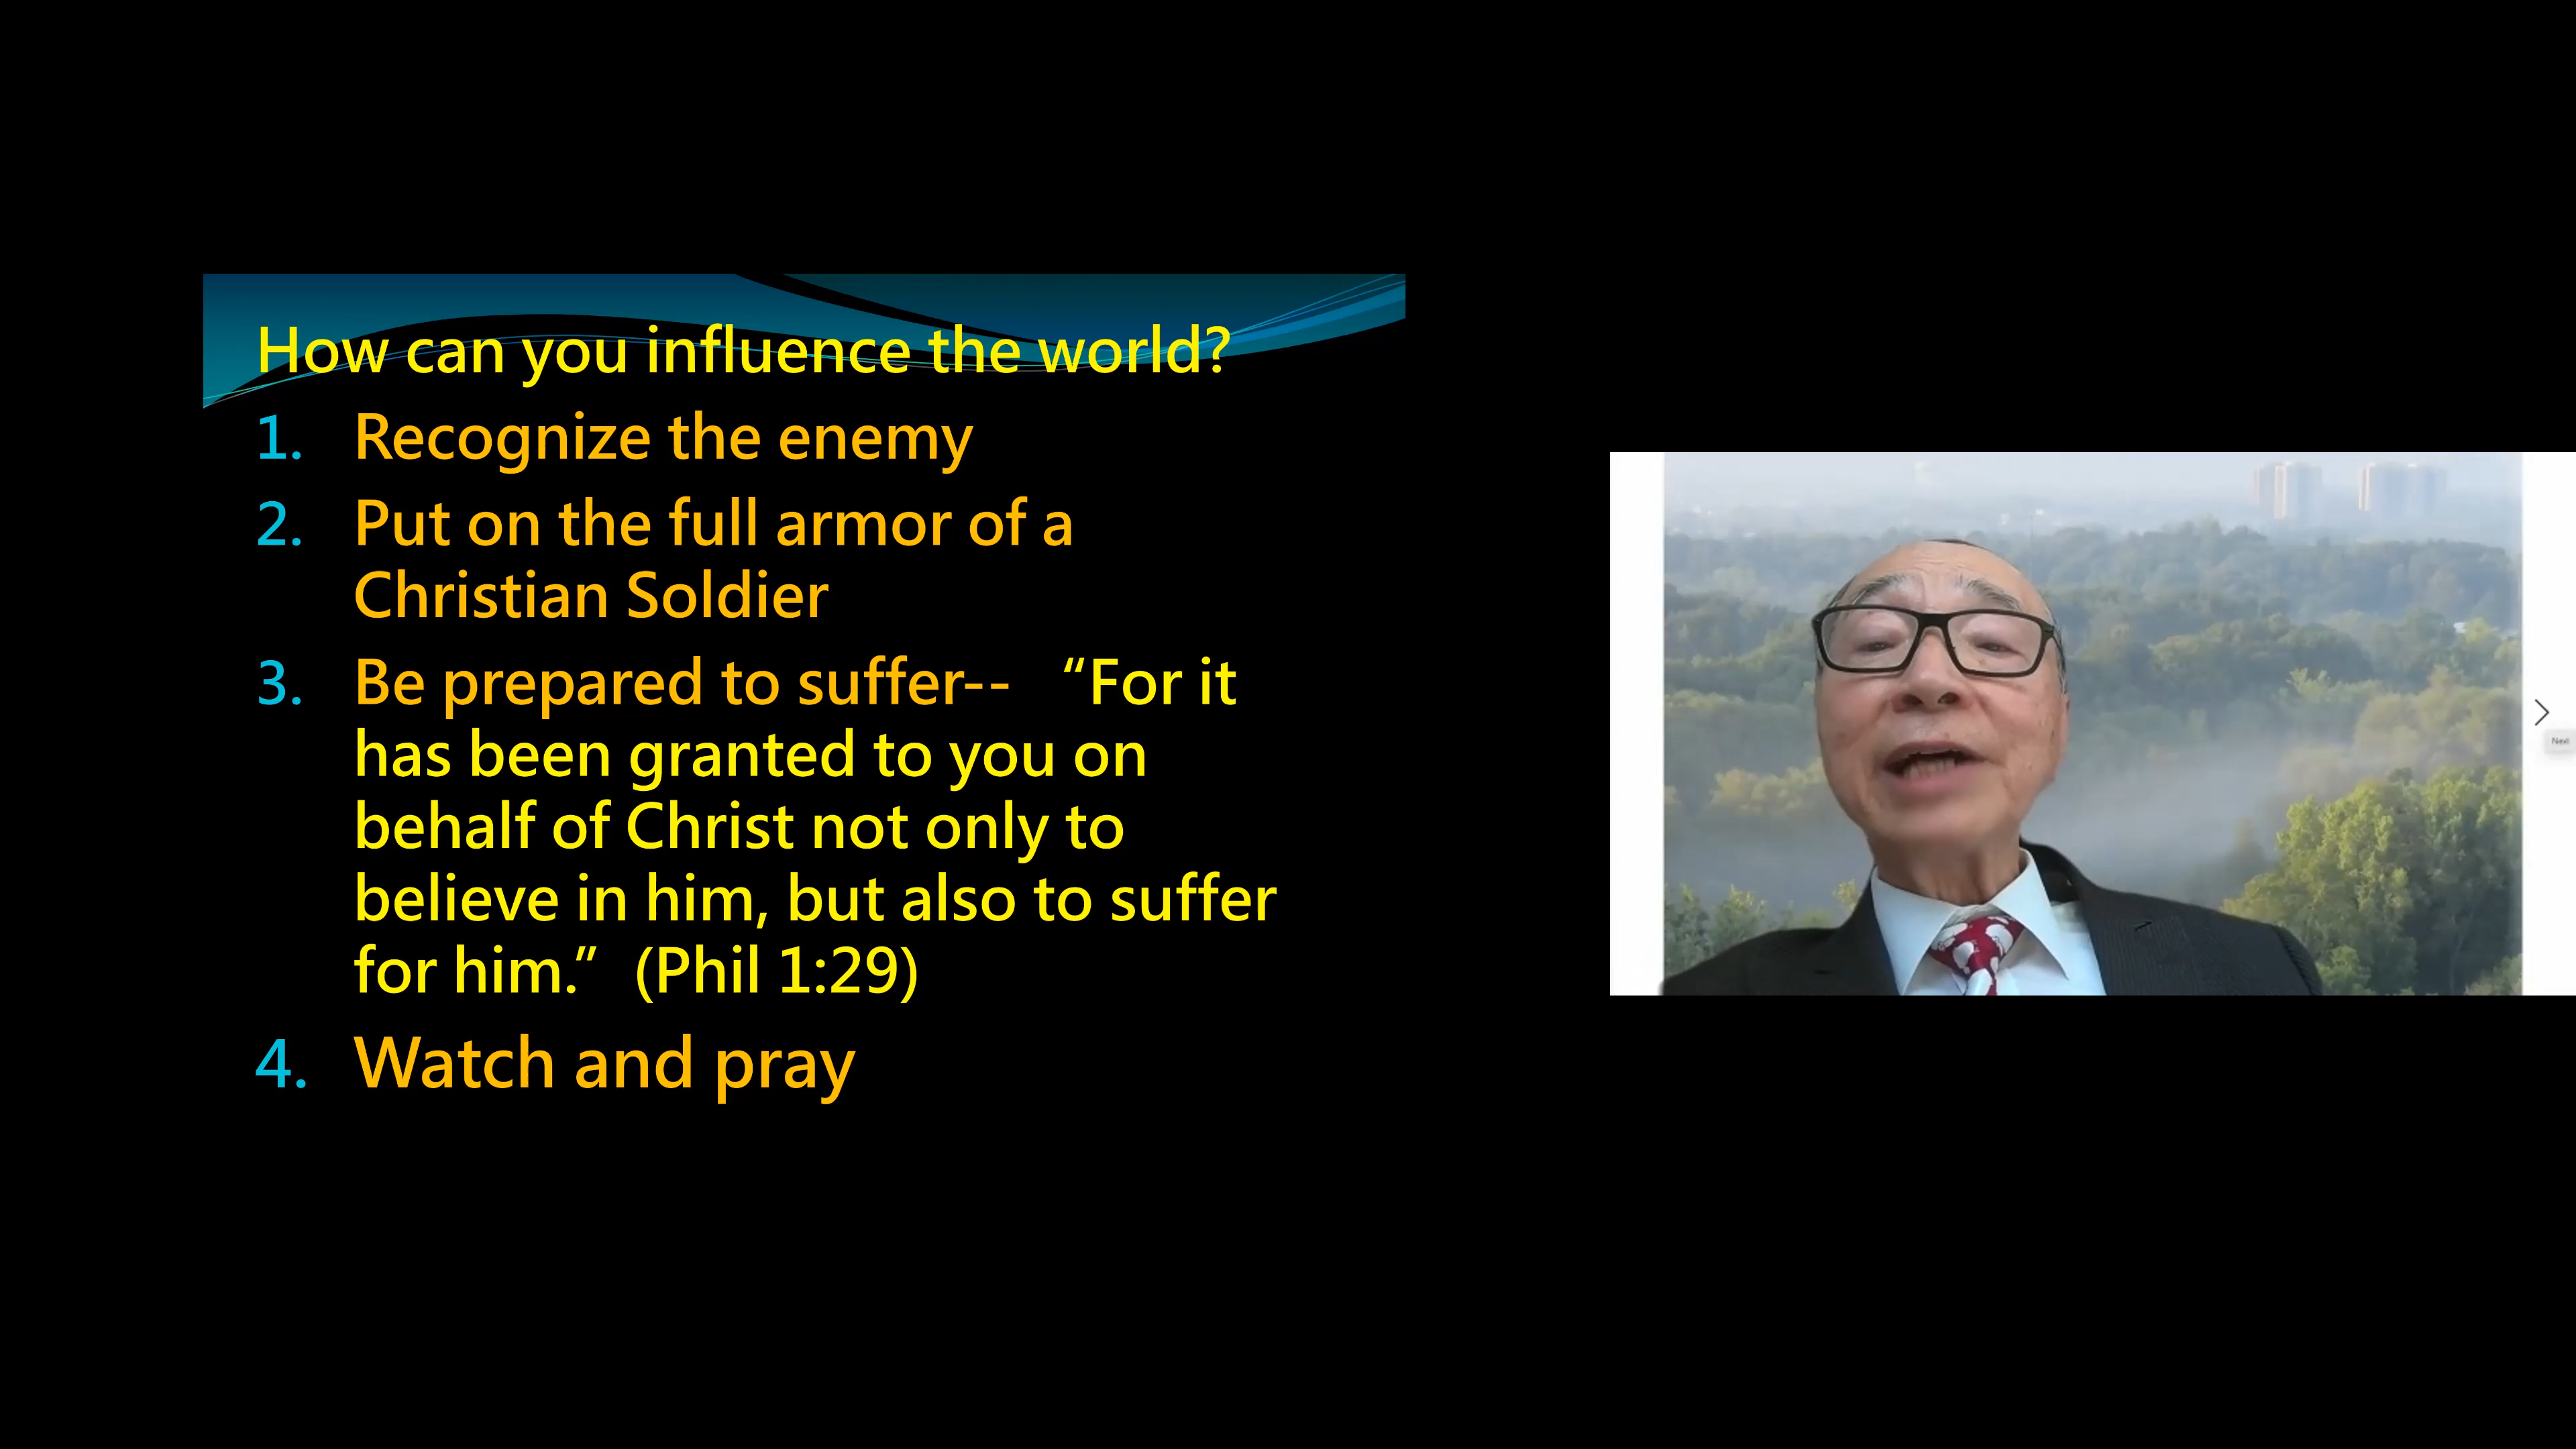 How can you influence the world?
1. Recognize the enemy
2. Put on the full armor of a
Christian Soldier
3. Be prepared to suffer-- “For it
has been granted to you on
behalf of Christ not only to
believe in him, but also to suffer
for him.” (Phil 1:29)
4. Watch and pray
Next